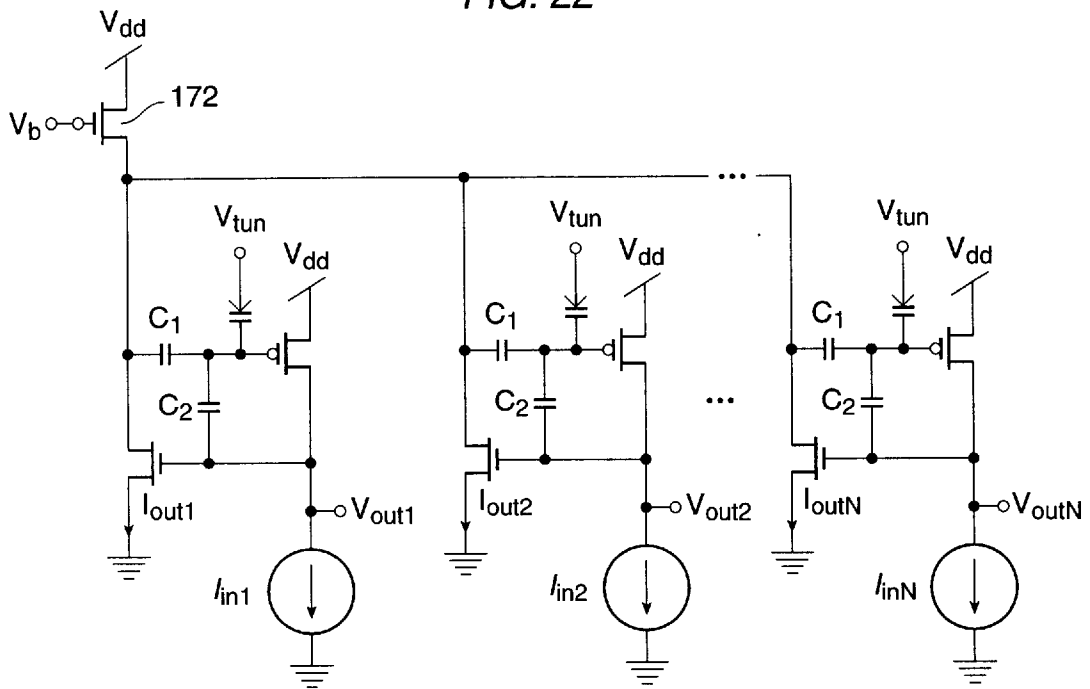 FIG. 22
Vdd
Vb 172
...
Vtun Vdd Vtun Vdd Vtun Vdd
C1 C1 C1
C2 C2 ... C2
Iout1 Vout1 Iout2 Vout2 IoutN VoutN
Iin1 Iin2 IinN